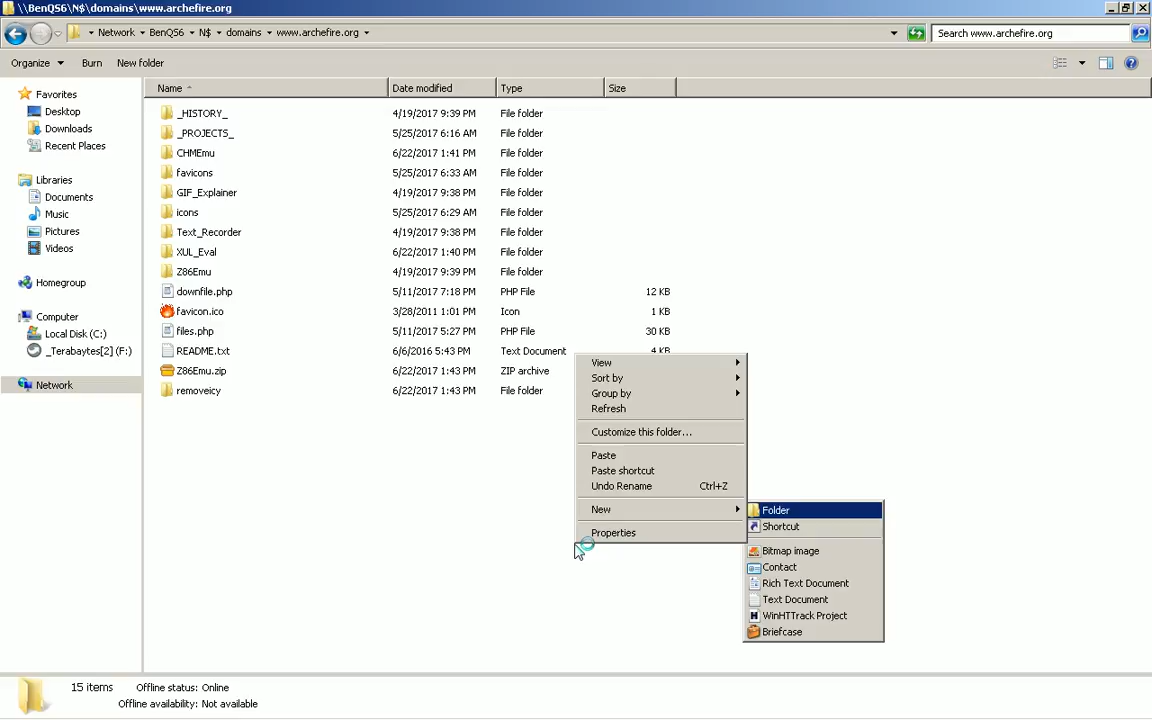 \\BenQS6\N$\domains\www.archefire.org
Network BenQS6 N$ domains www.archefire.org
Search www.archefire.org
Organize Burn New folder
Name Date modified Type Size
Favorites
Desktop
Downloads
Recent Places
Libraries
Documents
Music
Pictures
Videos
Homegroup
Computer
Local Disk (C:)
_Terabytes[2] (F:)
Network
_HISTORY_ 4/19/2017 9:39 PM File folder
_PROJECTS_ 5/25/2017 6:16 AM File folder
CHMEmu 6/22/2017 1:41 PM File folder
favicons 5/25/2017 6:33 AM File folder
GIF_Explainer 4/19/2017 9:38 PM File folder
icons 5/25/2017 6:29 AM File folder
Text_Recorder 4/19/2017 9:38 PM File folder
XUL_Eval 6/22/2017 1:40 PM File folder
Z86Emu 4/19/2017 9:39 PM File folder
downfile.php 5/11/2017 7:18 PM PHP File 12 KB
favicon.ico 3/28/2011 1:01 PM Icon 1 KB
files.php 5/11/2017 5:27 PM PHP File 30 KB
README.txt 6/6/2016 5:43 PM Text Document 4 KB
Z86Emu.zip 6/22/2017 1:43 PM ZIP archive
removeicy 6/22/2017 1:43 PM File folder
View
Sort by
Group by
Refresh
Customize this folder...
Paste
Paste shortcut
Undo Rename Ctrl+Z
New
Properties
Folder
Shortcut
Bitmap image
Contact
Rich Text Document
Text Document
WinHTTrack Project
Briefcase
15 items Offline status: Online
Offline availability: Not available